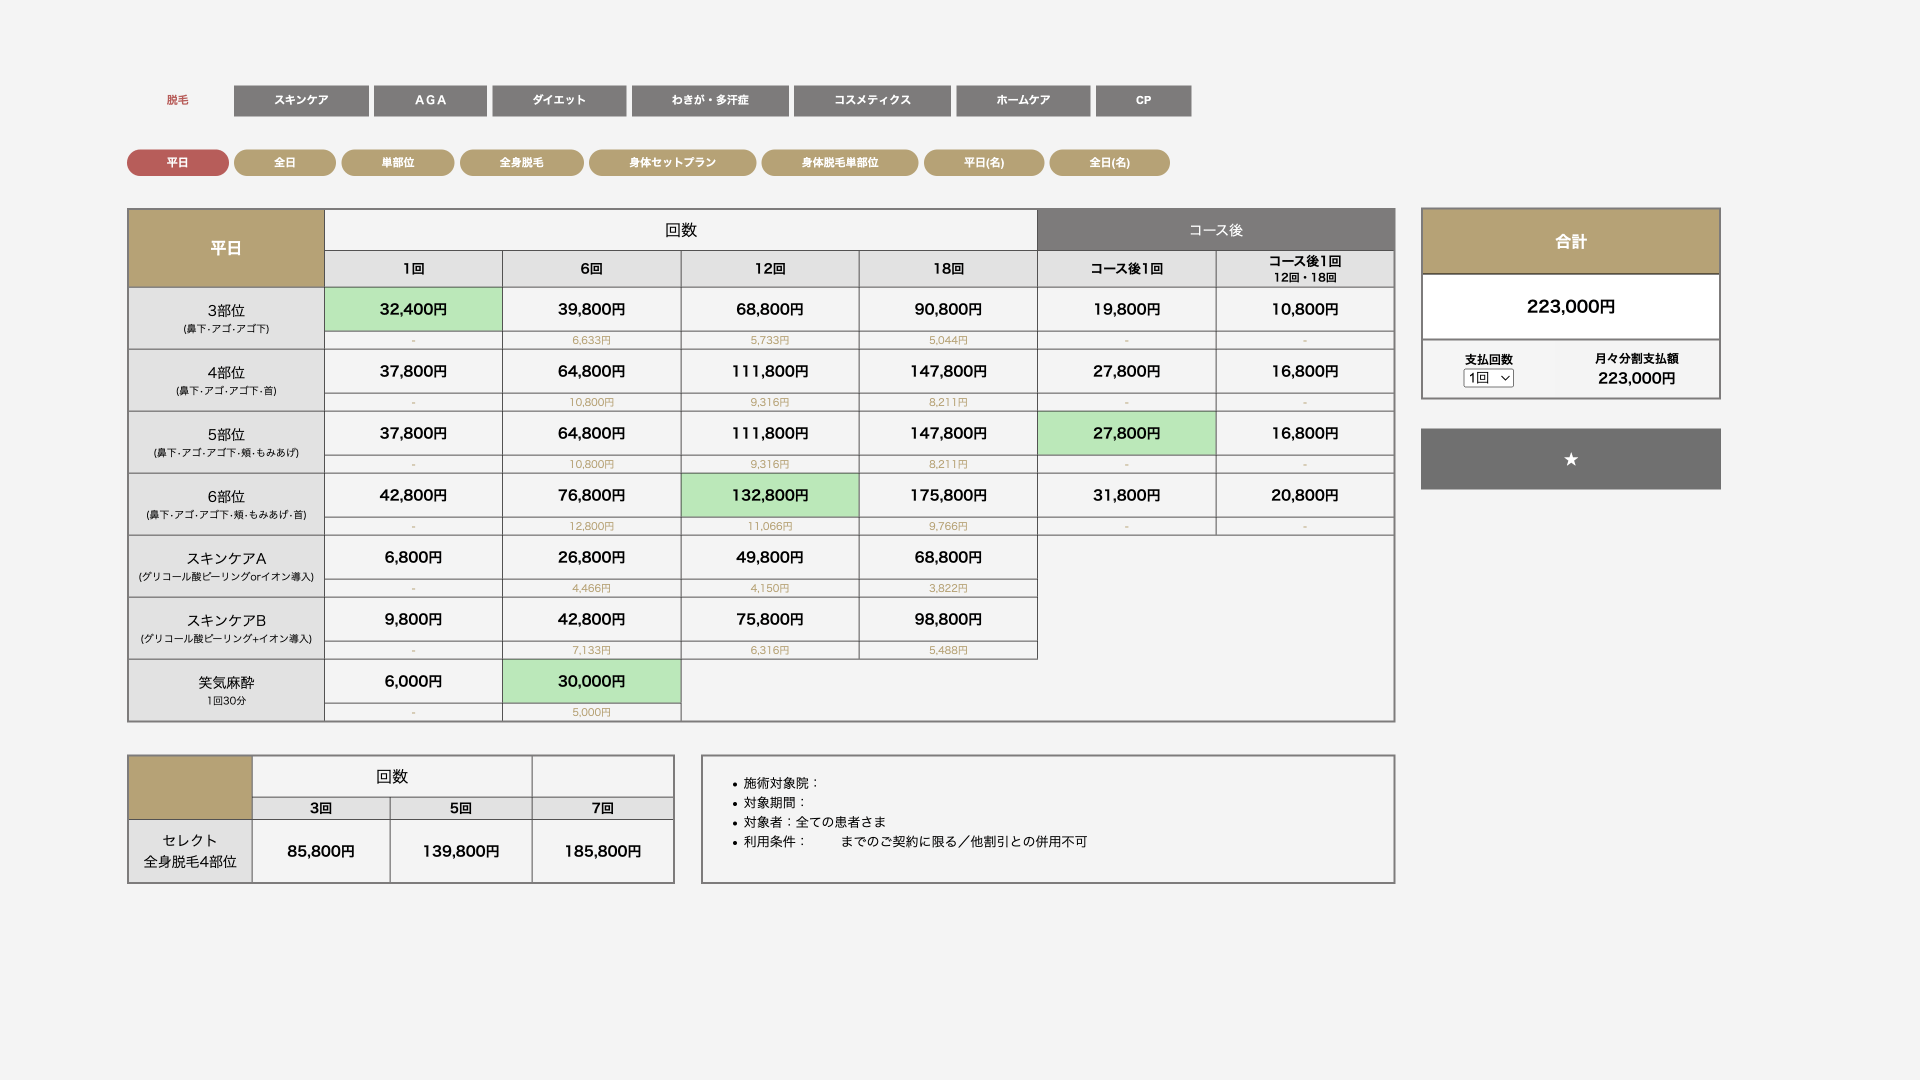 脱毛 スキンケア AGA ダイエット わきが・多汗症 コスメティクス ホームケア CP
平日 全日 単部位 全身脱毛 身体セットプラン 身体脱毛単部位 平日(名) 全日(名)
平日 回数 コース後
1回 6回 12回 18回 コース後1回 コース後1回
12回・18回
3部位 32,400円 39,800円 68,800円 90,800円 19,800円 10,800円
(鼻下･アゴ･アゴ下) - 6,633円 5,733円 5,044円 - -
4部位 37,800円 64,800円 111,800円 147,800円 27,800円 16,800円
(鼻下･アゴ･アゴ下･首) - 10,800円 9,316円 8,211円 - -
5部位 37,800円 64,800円 111,800円 147,800円 27,800円 16,800円
(鼻下･アゴ･アゴ下･頬･もみあげ) - 10,800円 9,316円 8,211円 - -
6部位 42,800円 76,800円 132,800円 175,800円 31,800円 20,800円
(鼻下･アゴ･アゴ下･頬･もみあげ･首) - 12,800円 11,066円 9,766円 - -
スキンケアA 6,800円 26,800円 49,800円 68,800円
(グリコール酸ピーリングorイオン導入) - 4,466円 4,150円 3,822円
スキンケアB 9,800円 42,800円 75,800円 98,800円
(グリコール酸ピーリング+イオン導入) - 7,133円 6,316円 5,488円
笑気麻酔 6,000円 30,000円
1回30分 - 5,000円
合計
223,000円
支払回数 月々分割支払額
1回 223,000円
★
回数
3回 5回 7回
セレクト
全身脱毛4部位 85,800円 139,800円 185,800円
• 施術対象院：
• 対象期間：
• 対象者：全ての患者さま
• 利用条件： までのご契約に限る／他割引との併用不可